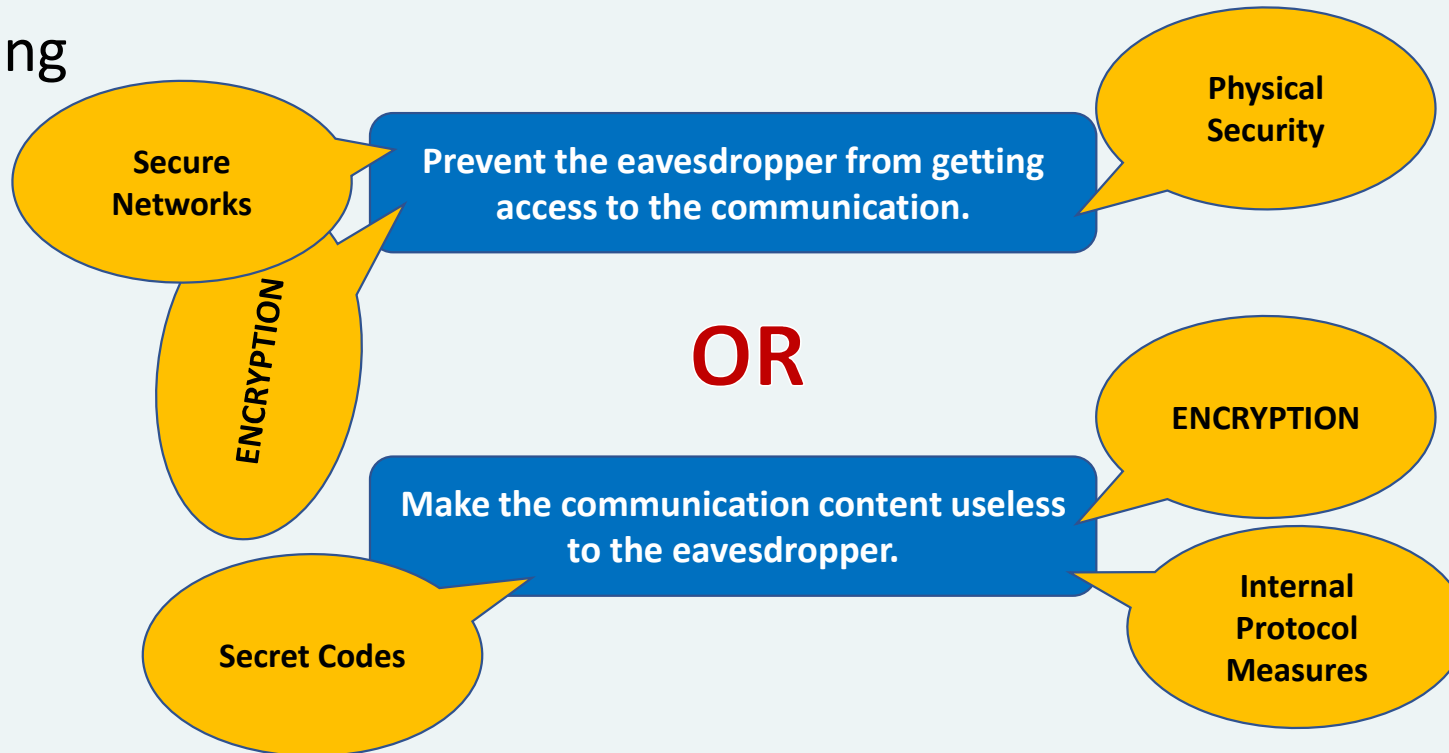 ng
Physical
Security
Secure
Networks
Prevent the eavesdropper from getting
access to the communication.
ENCRYPTION
OR
ENCRYPTION
Make the communication content useless
to the eavesdropper.
Internal
Protocol
Measures
Secret Codes